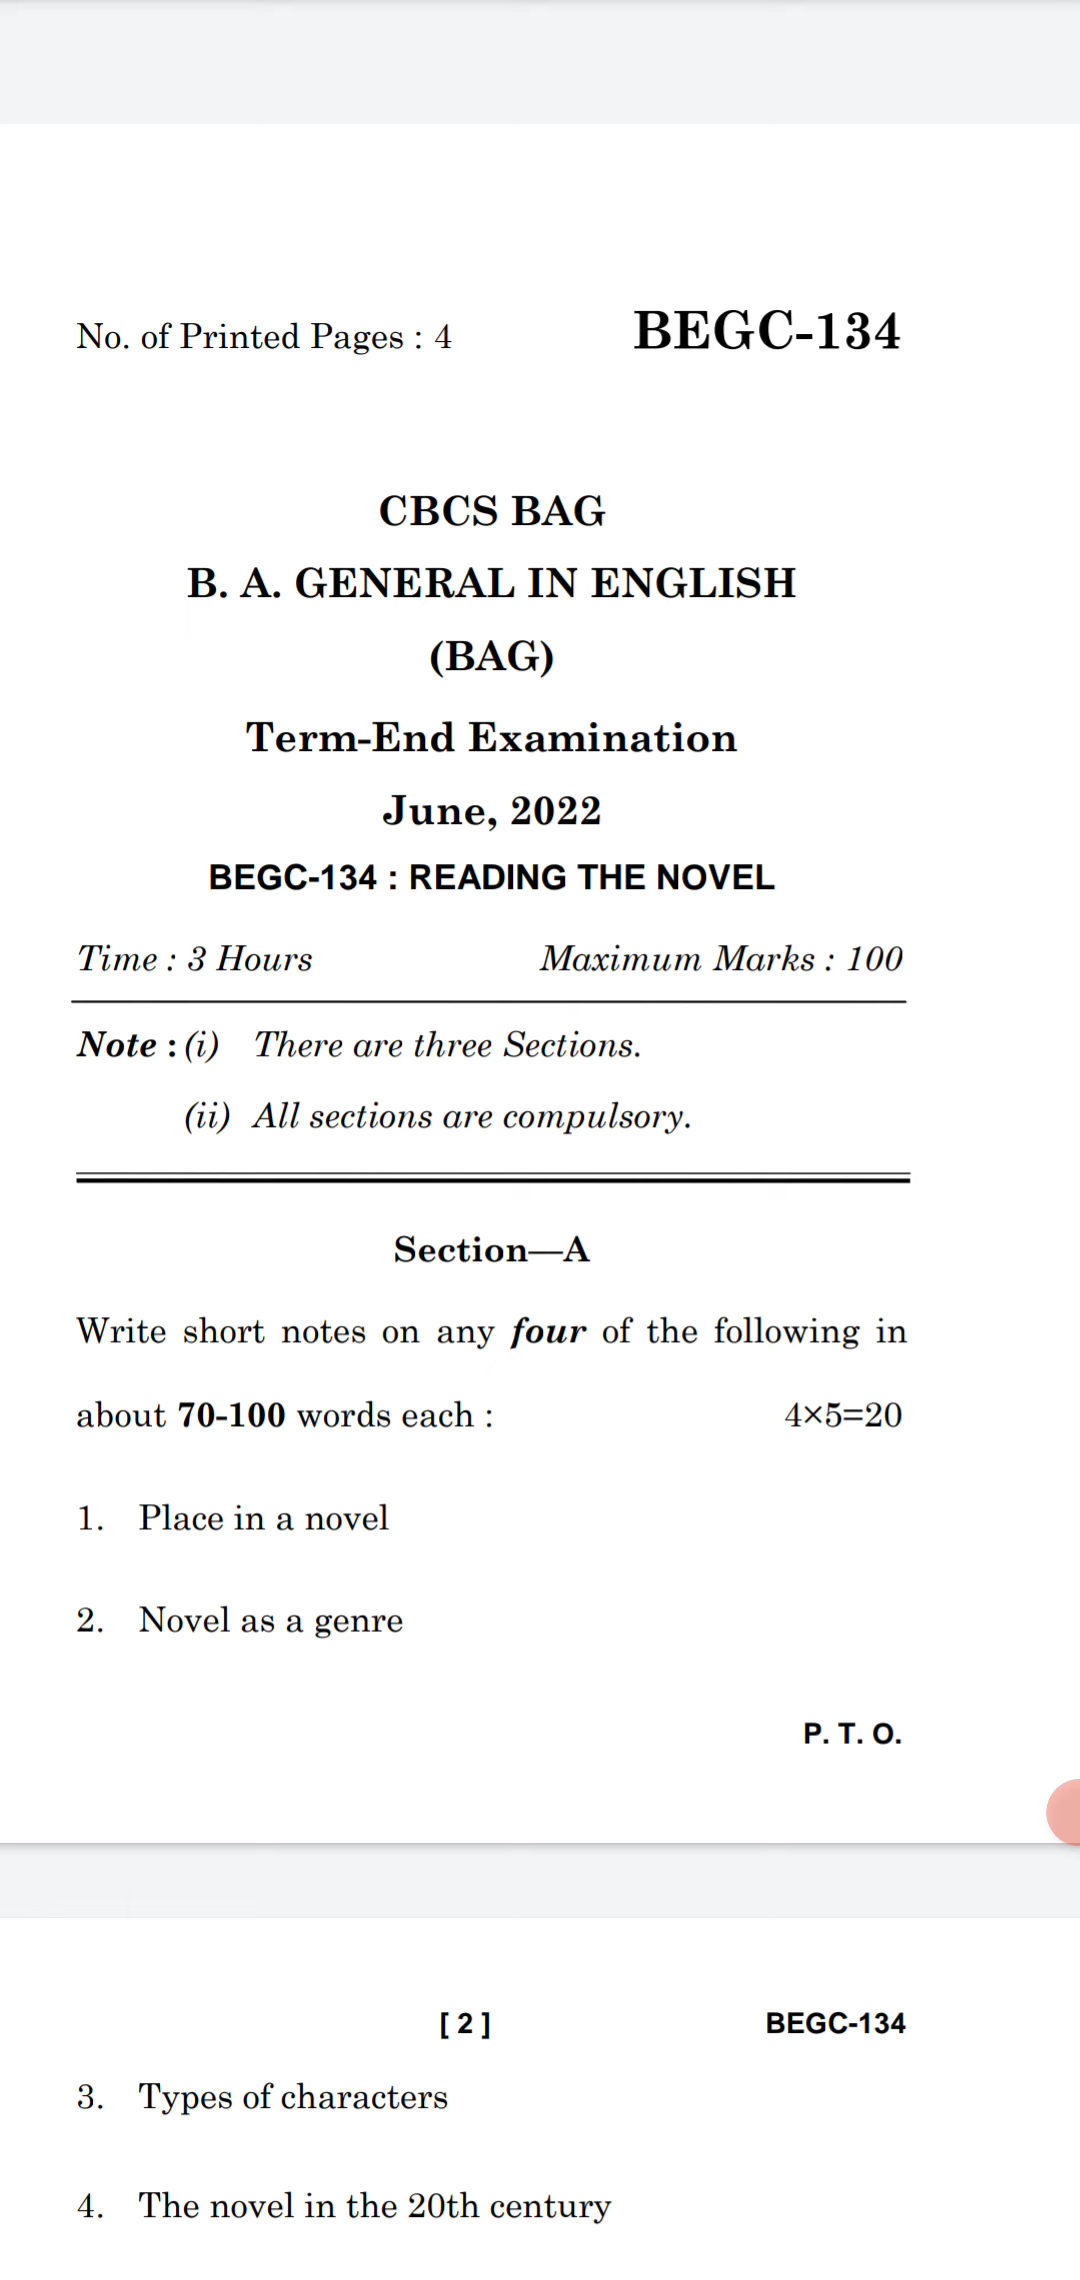 No. of Printed Pages : 4 BEGC-134
CBCS BAG
B. A. GENERAL IN ENGLISH
(BAG)
Term-End Examination
June, 2022
BEGC-134 : READING THE NOVEL
Time : 3 Hours Maximum Marks : 100
Note : (i) There are three Sections.
(ii) All sections are compulsory.
Section—A
Write short notes on any four of the following in
about 70-100 words each : 4×5=20
1. Place in a novel
2. Novel as a genre
P. T. O.
[ 2 ] BEGC-134
3. Types of characters
4. The novel in the 20th century